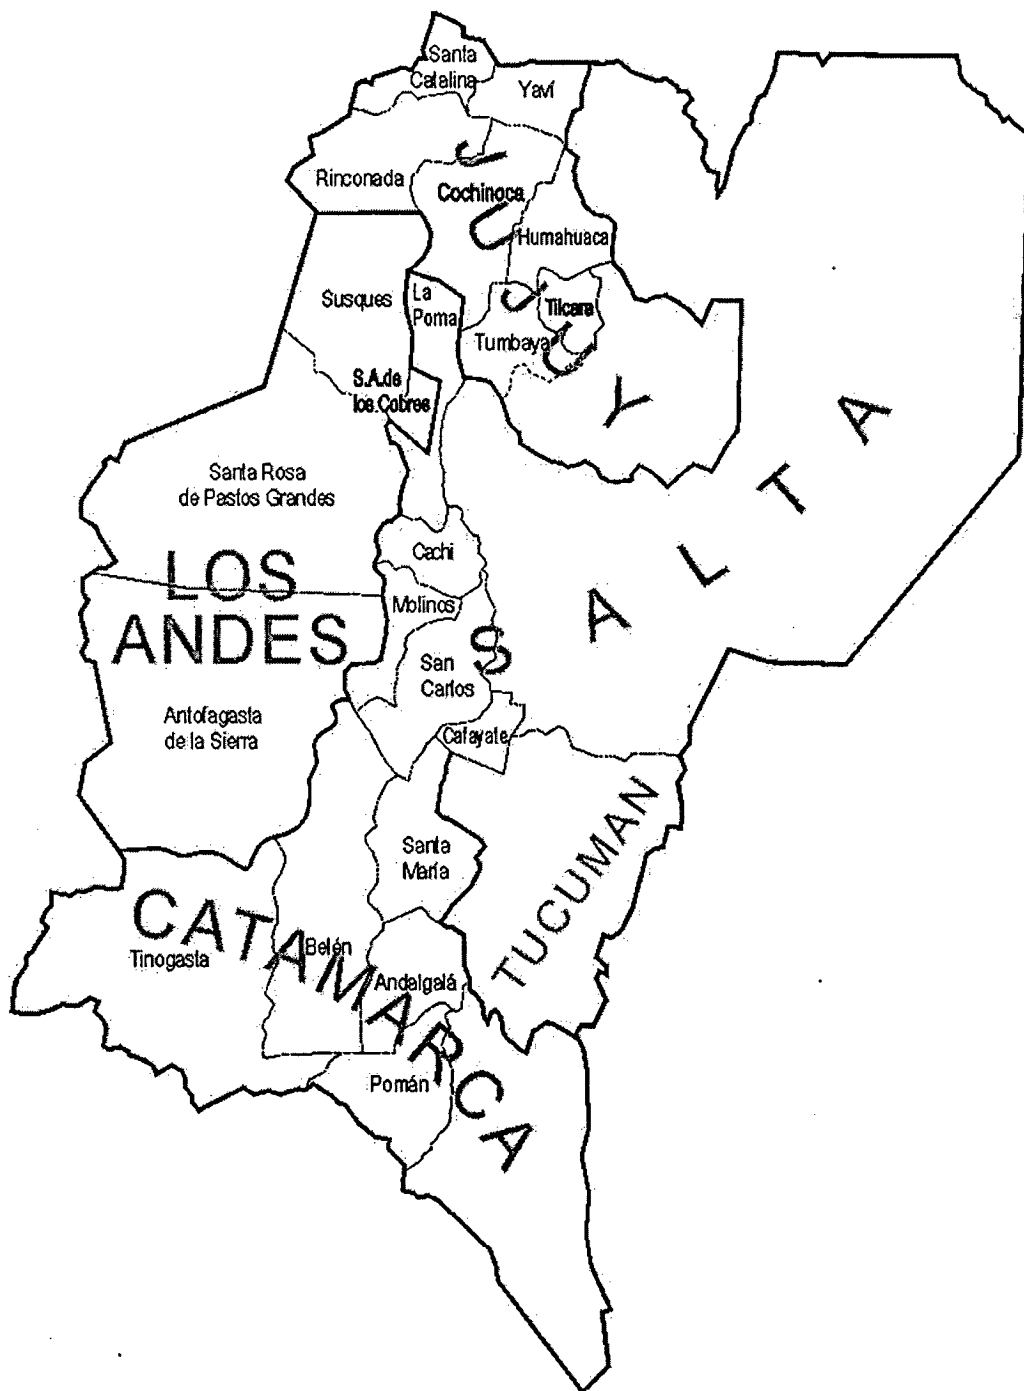 Santa
Catalina
Yaví
Rinconada
Cochinoca
JUJUY
Humahuaca
Susques
La
Poma
Tilcara
Tumbaya
S.A.de
los.Cobres
SALTA
Santa Rosa
de Pastos Grandes
Cachi
LOS
ANDES
Molinos
San
Carlos
Antofagasta
de la Sierra
Cafayate
TUCUMAN
Santa
María
CATAMARCA
Tinogasta
Belén
Andalgalá
Pomán